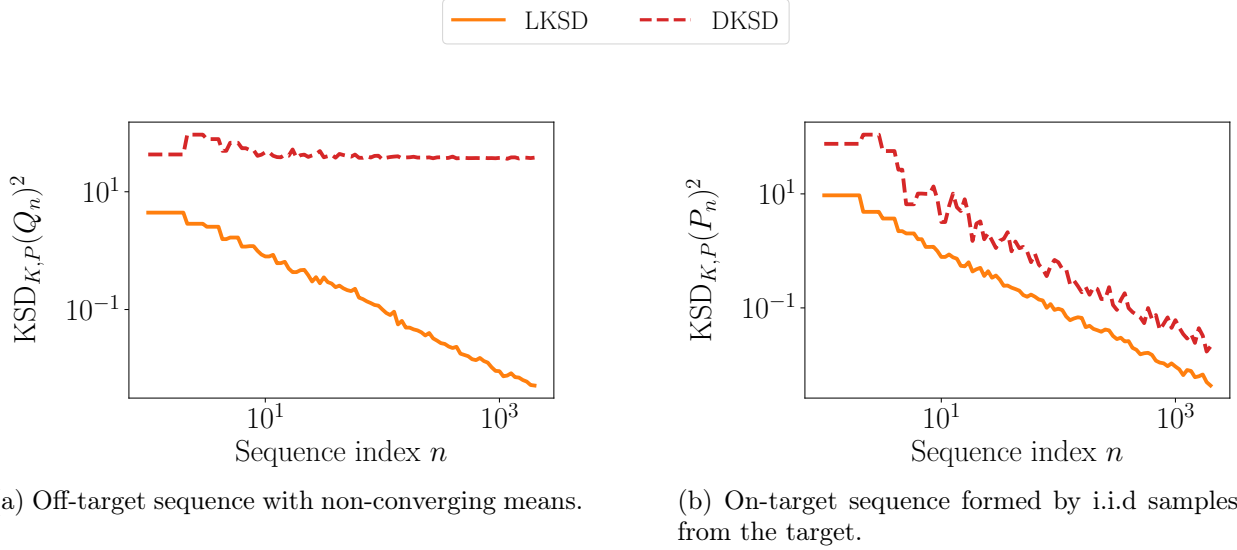 LKSD DKSD
KSD_{K,P}(Q_n)^2
10^1
10^{-1}
10^1 10^3
Sequence index n
a) Off-target sequence with non-converging means.
KSD_{K,P}(P_n)^2
10^1
10^{-1}
10^1 10^3
Sequence index n
(b) On-target sequence formed by i.i.d samples
from the target.